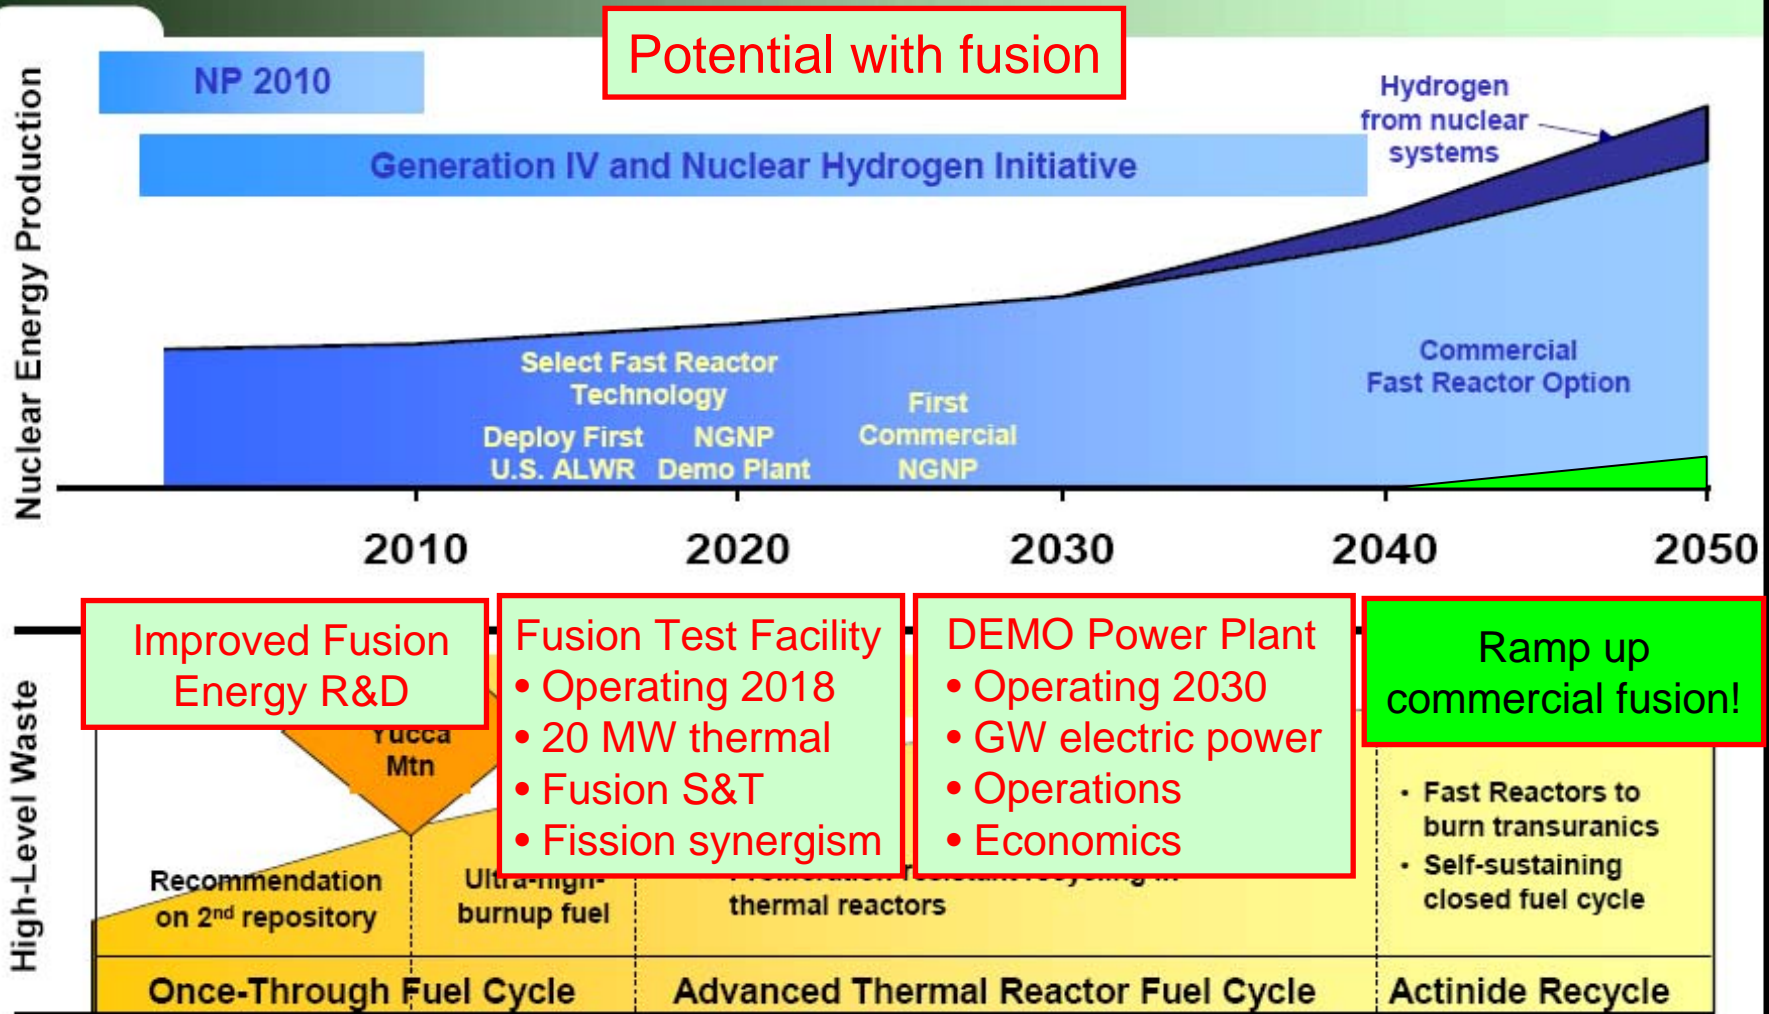 Potential with fusion
NP 2010
Generation IV and Nuclear Hydrogen Initiative
Hydrogen
from nuclear
systems
Nuclear Energy Production
Select Fast Reactor
Technology
Deploy First
U.S. ALWR
NGNP
Demo Plant
First
Commercial
NGNP
Commercial
Fast Reactor Option
2010 2020 2030 2040 2050
Improved Fusion
Energy R&D
Fusion Test Facility
• Operating 2018
• 20 MW thermal
• Fusion S&T
• Fission synergism
DEMO Power Plant
• Operating 2030
• GW electric power
• Operations
• Economics
Ramp up
commercial fusion!
High-Level Waste
Yucca
Mtn
Recommendation
on 2nd repository
Ultra-high-
burnup fuel
recycling in
thermal reactors
• Fast Reactors to
burn transuranics
• Self-sustaining
closed fuel cycle
Once-Through Fuel Cycle
Advanced Thermal Reactor Fuel Cycle
Actinide Recycle